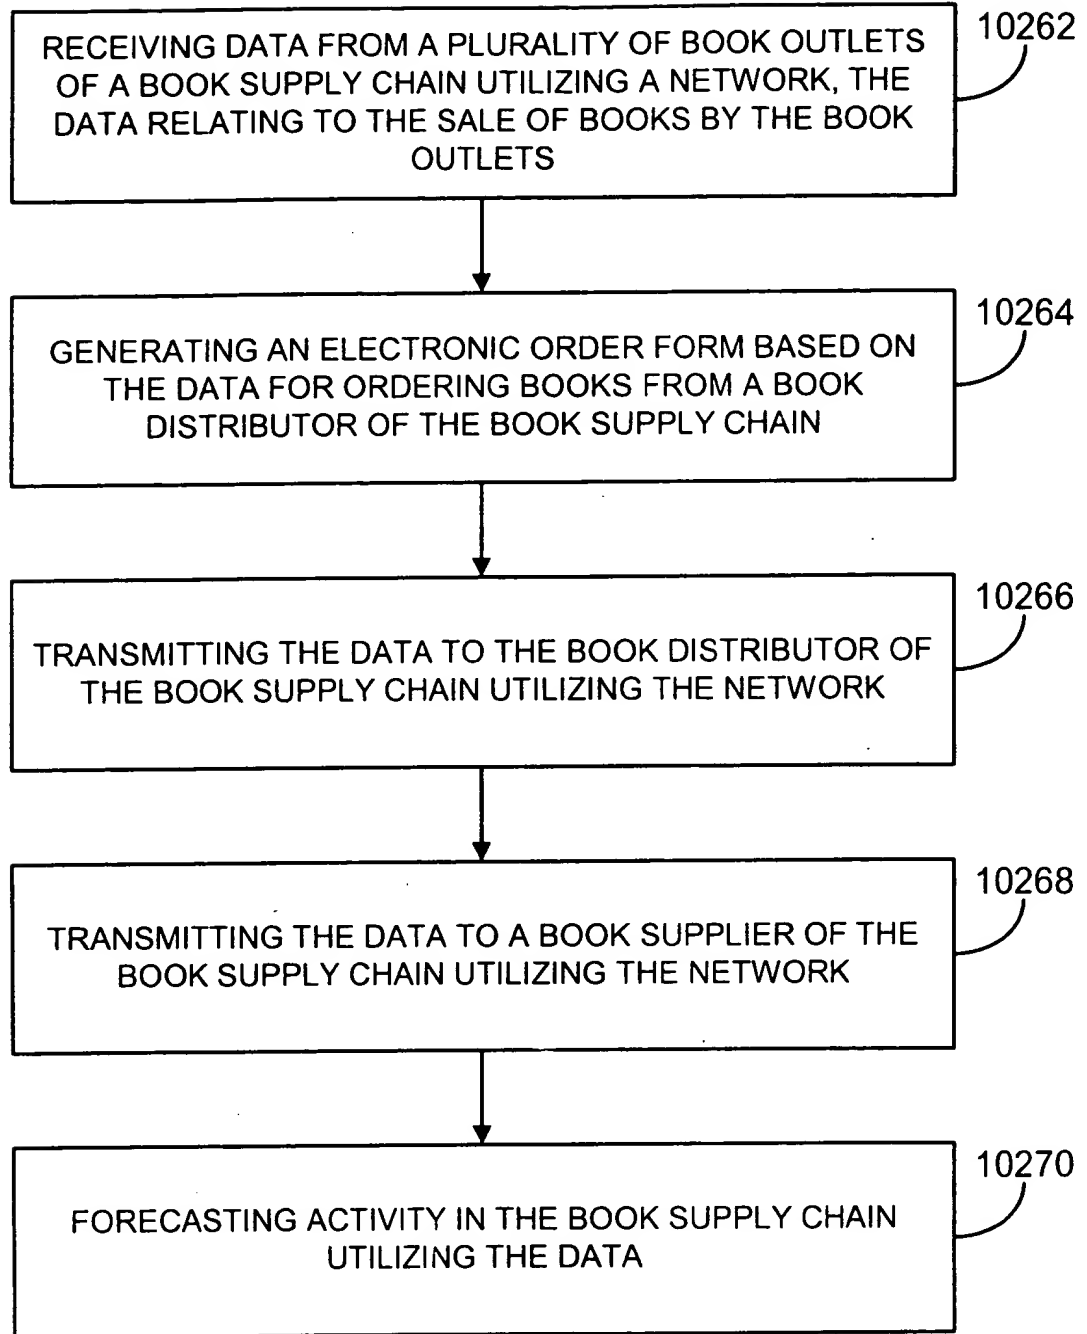 10262
RECEIVING DATA FROM A PLURALITY OF BOOK OUTLETS
OF A BOOK SUPPLY CHAIN UTILIZING A NETWORK, THE
DATA RELATING TO THE SALE OF BOOKS BY THE BOOK
OUTLETS
10264
GENERATING AN ELECTRONIC ORDER FORM BASED ON
THE DATA FOR ORDERING BOOKS FROM A BOOK
DISTRIBUTOR OF THE BOOK SUPPLY CHAIN
10266
TRANSMITTING THE DATA TO THE BOOK DISTRIBUTOR OF
THE BOOK SUPPLY CHAIN UTILIZING THE NETWORK
10268
TRANSMITTING THE DATA TO A BOOK SUPPLIER OF THE
BOOK SUPPLY CHAIN UTILIZING THE NETWORK
10270
FORECASTING ACTIVITY IN THE BOOK SUPPLY CHAIN
UTILIZING THE DATA